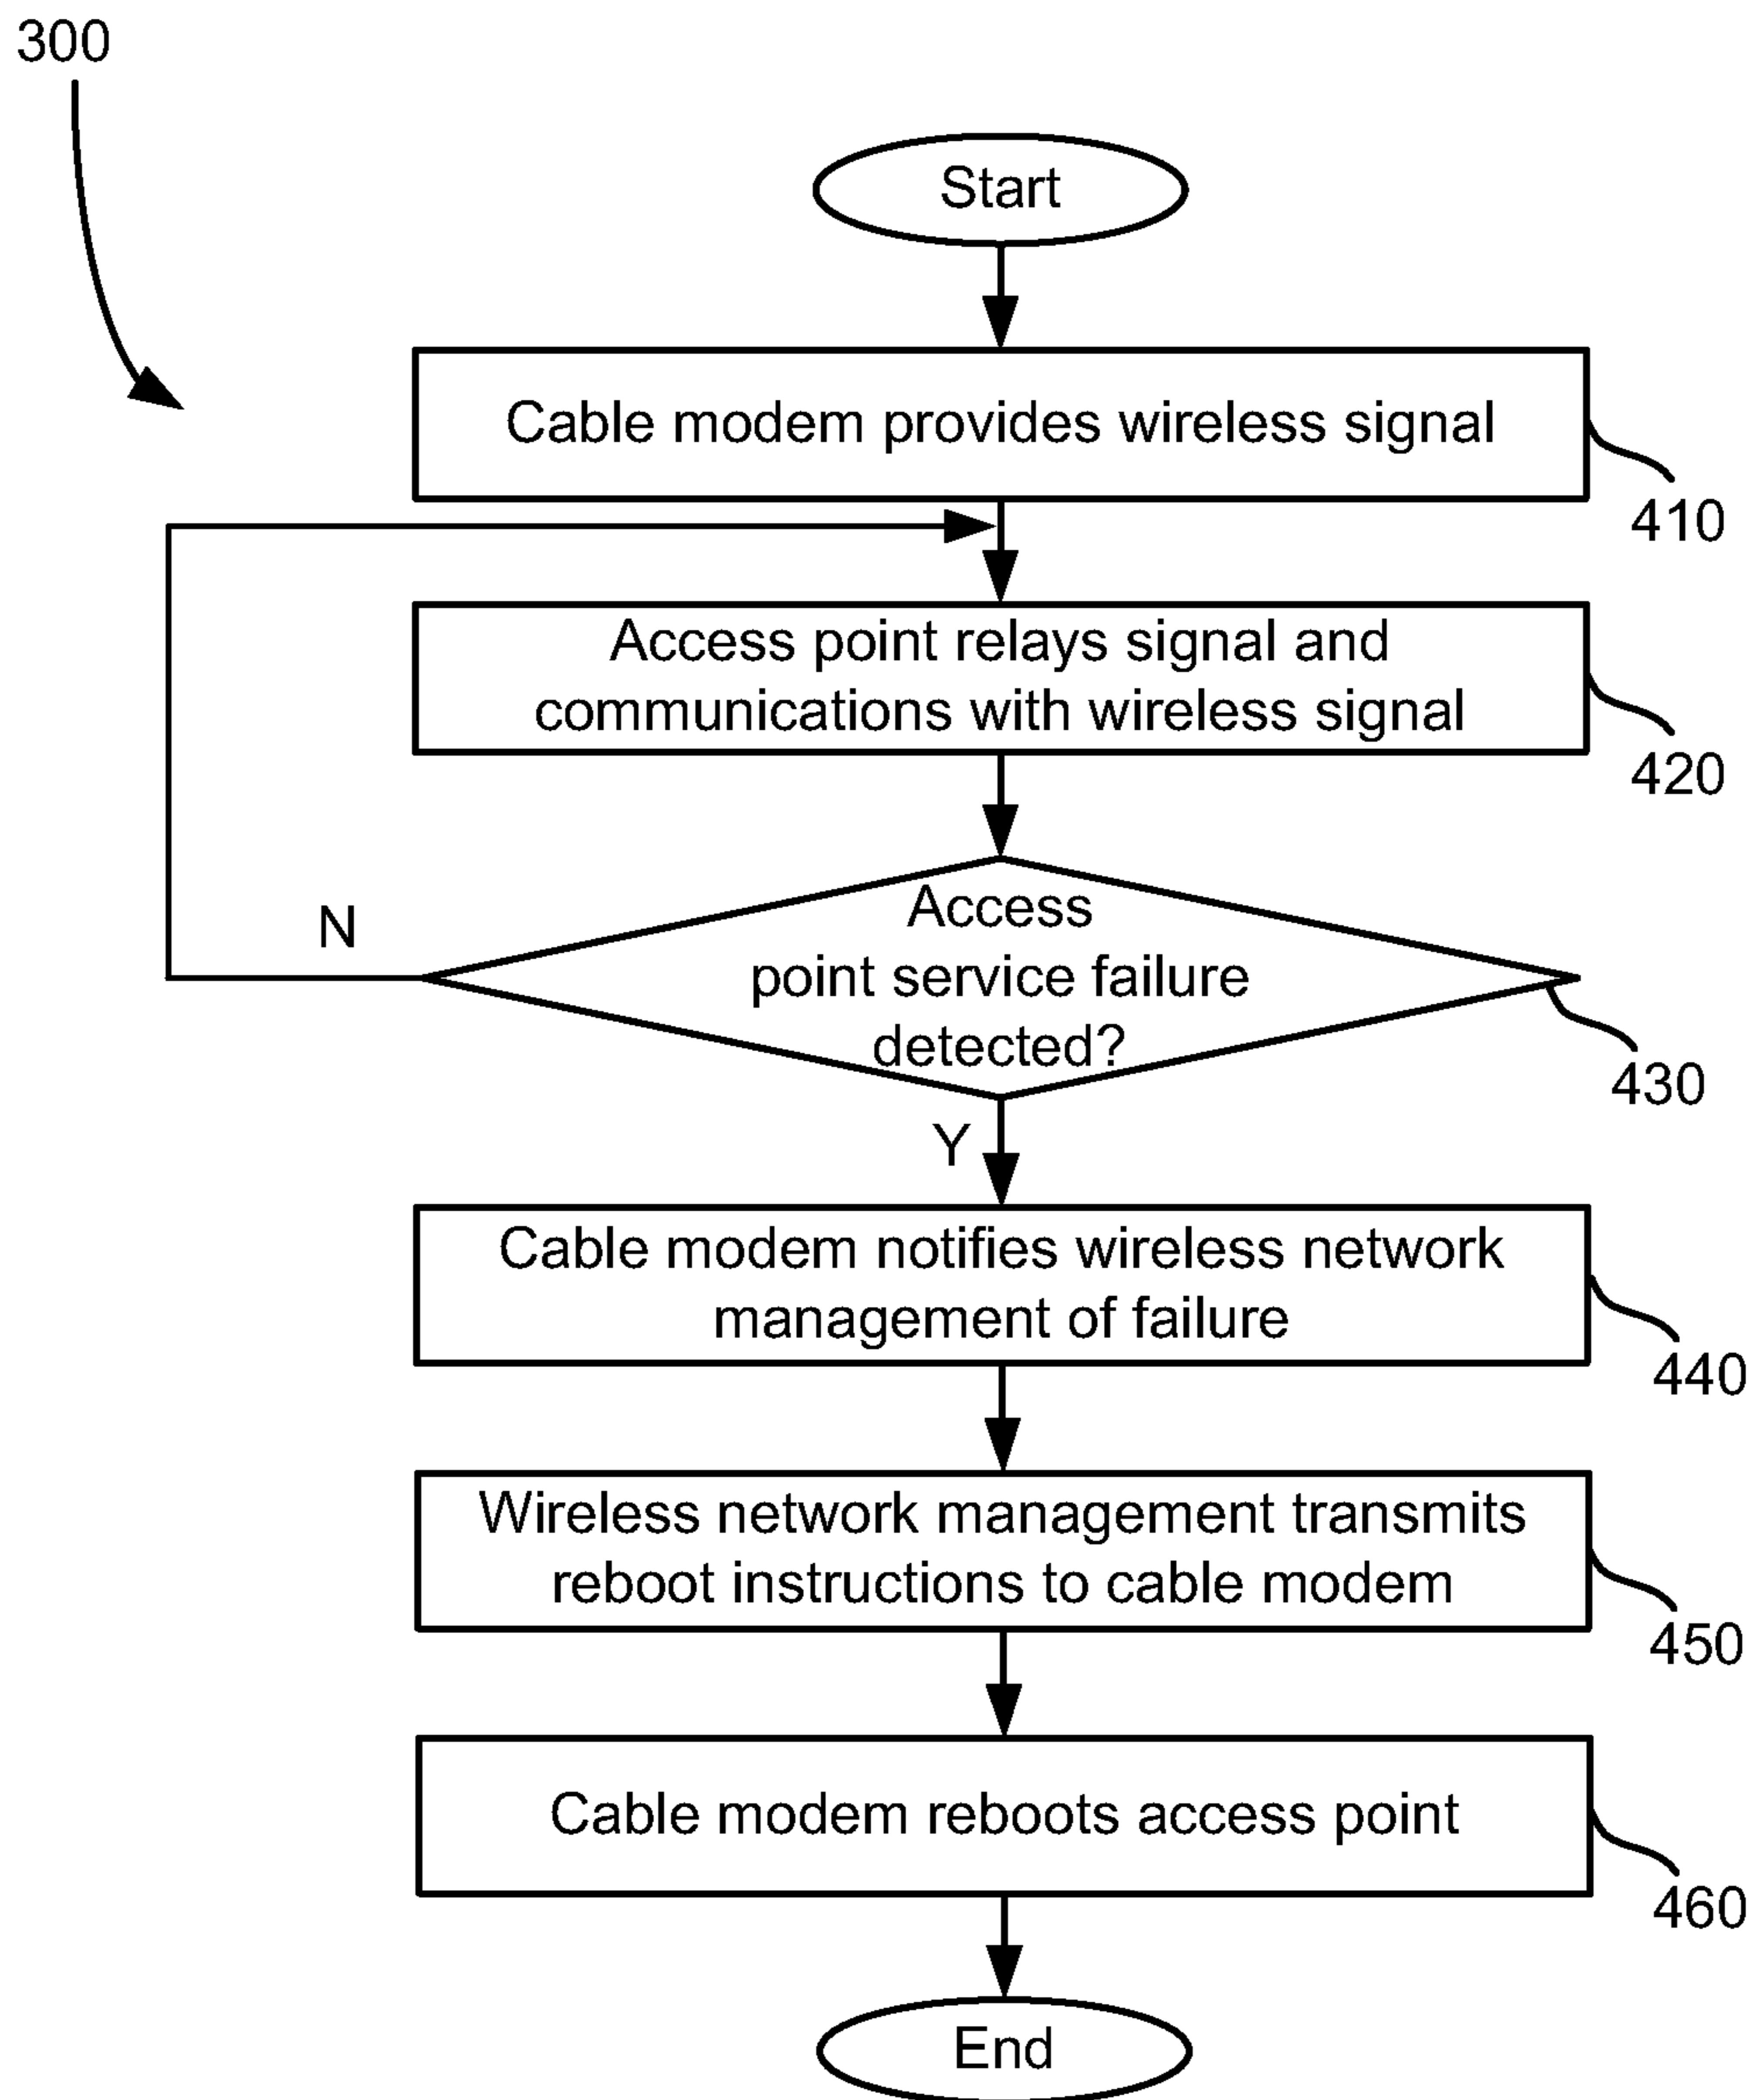 300
Start
Cable modem provides wireless signal
410
Access point relays signal and
communications with wireless signal
420
Access
point service failure
detected?
N
430
Y
Cable modem notifies wireless network
management of failure
440
Wireless network management transmits
reboot instructions to cable modem
450
Cable modem reboots access point
460
End